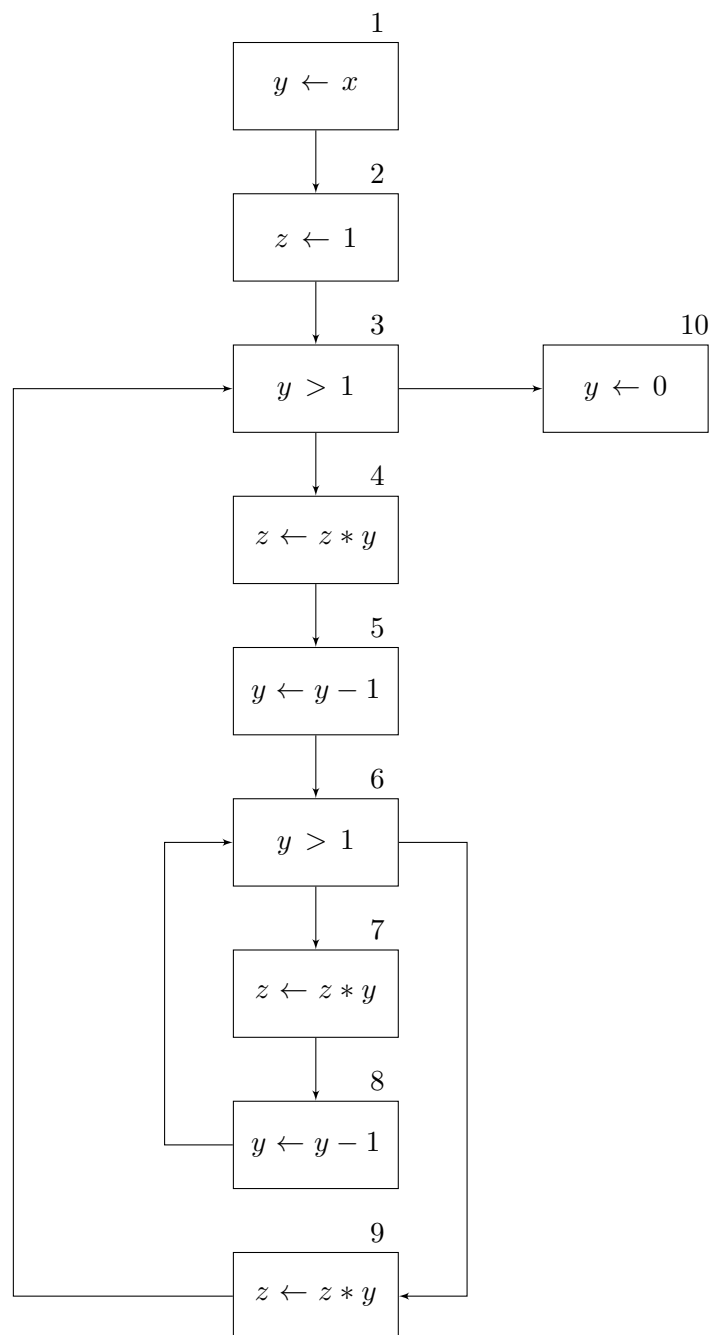 1
y ← x
2
z ← 1
3
y > 1
10
y ← 0
4
z ← z ∗ y
5
y ← y − 1
6
y > 1
7
z ← z ∗ y
8
y ← y − 1
9
z ← z ∗ y